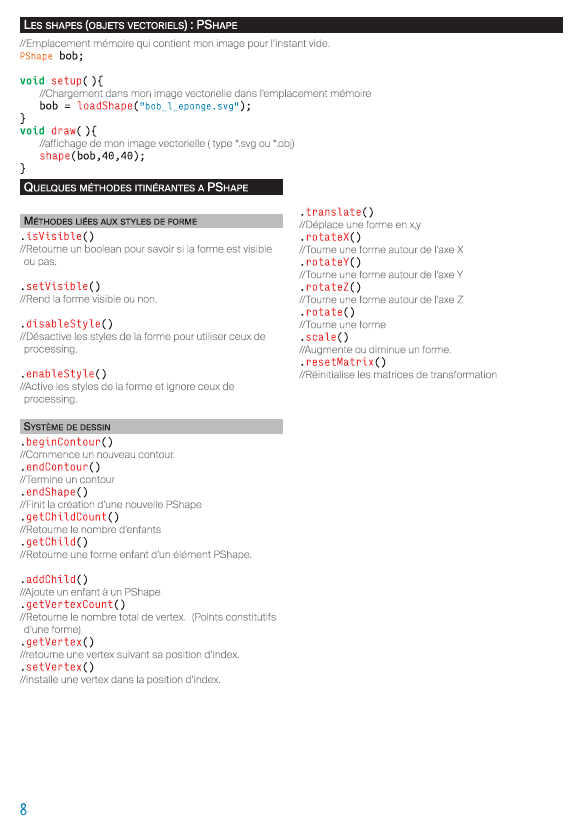 Les shapes (objets vectoriels) : PShape
//Emplacement mémoire qui contient mon image pour l'instant vide.
PShape bob;
void setup( ){
//Chargement dans mon image vectorielle dans l'emplacement mémoire
bob = loadShape("bob_l_eponge.svg");
}
void draw( ){
//affichage de mon image vectorielle ( type *.svg ou *.obj)
shape(bob,40,40);
}
Quelques méthodes itinérantes a PShape
Méthodes liées aux styles de forme
.isVisible()
//Retourne un boolean pour savoir si la forme est visible
ou pas.
.setVisible()
//Rend la forme visible ou non.
.disableStyle()
//Désactive les styles de la forme pour utiliser ceux de
processing.
.enableStyle()
//Active les styles de la forme et ignore ceux de
processing.
Système de dessin
.beginContour()
//Commence un nouveau contour.
.endContour()
//Termine un contour
.endShape()
//Finit la création d'une nouvelle PShape
.getChildCount()
//Retourne le nombre d'enfants
.getChild()
//Retourne une forme enfant d'un élément PShape.
.addChild()
//Ajoute un enfant à un PShape
.getVertexCount()
//Retourne le nombre total de vertex. (Points constitutifs
d'une forme)
.getVertex()
//retourne une vertex suivant sa position d'index.
.setVertex()
//installe une vertex dans la position d'index.
.translate()
//Déplace une forme en x,y
.rotateX()
//Tourne une forme autour de l'axe X
.rotateY()
//Tourne une forme autour de l'axe Y
.rotateZ()
//Tourne une forme autour de l'axe Z
.rotate()
//Tourne une forme
.scale()
//Augmente ou diminue un forme.
.resetMatrix()
//Réinitialise les matrices de transformation
8